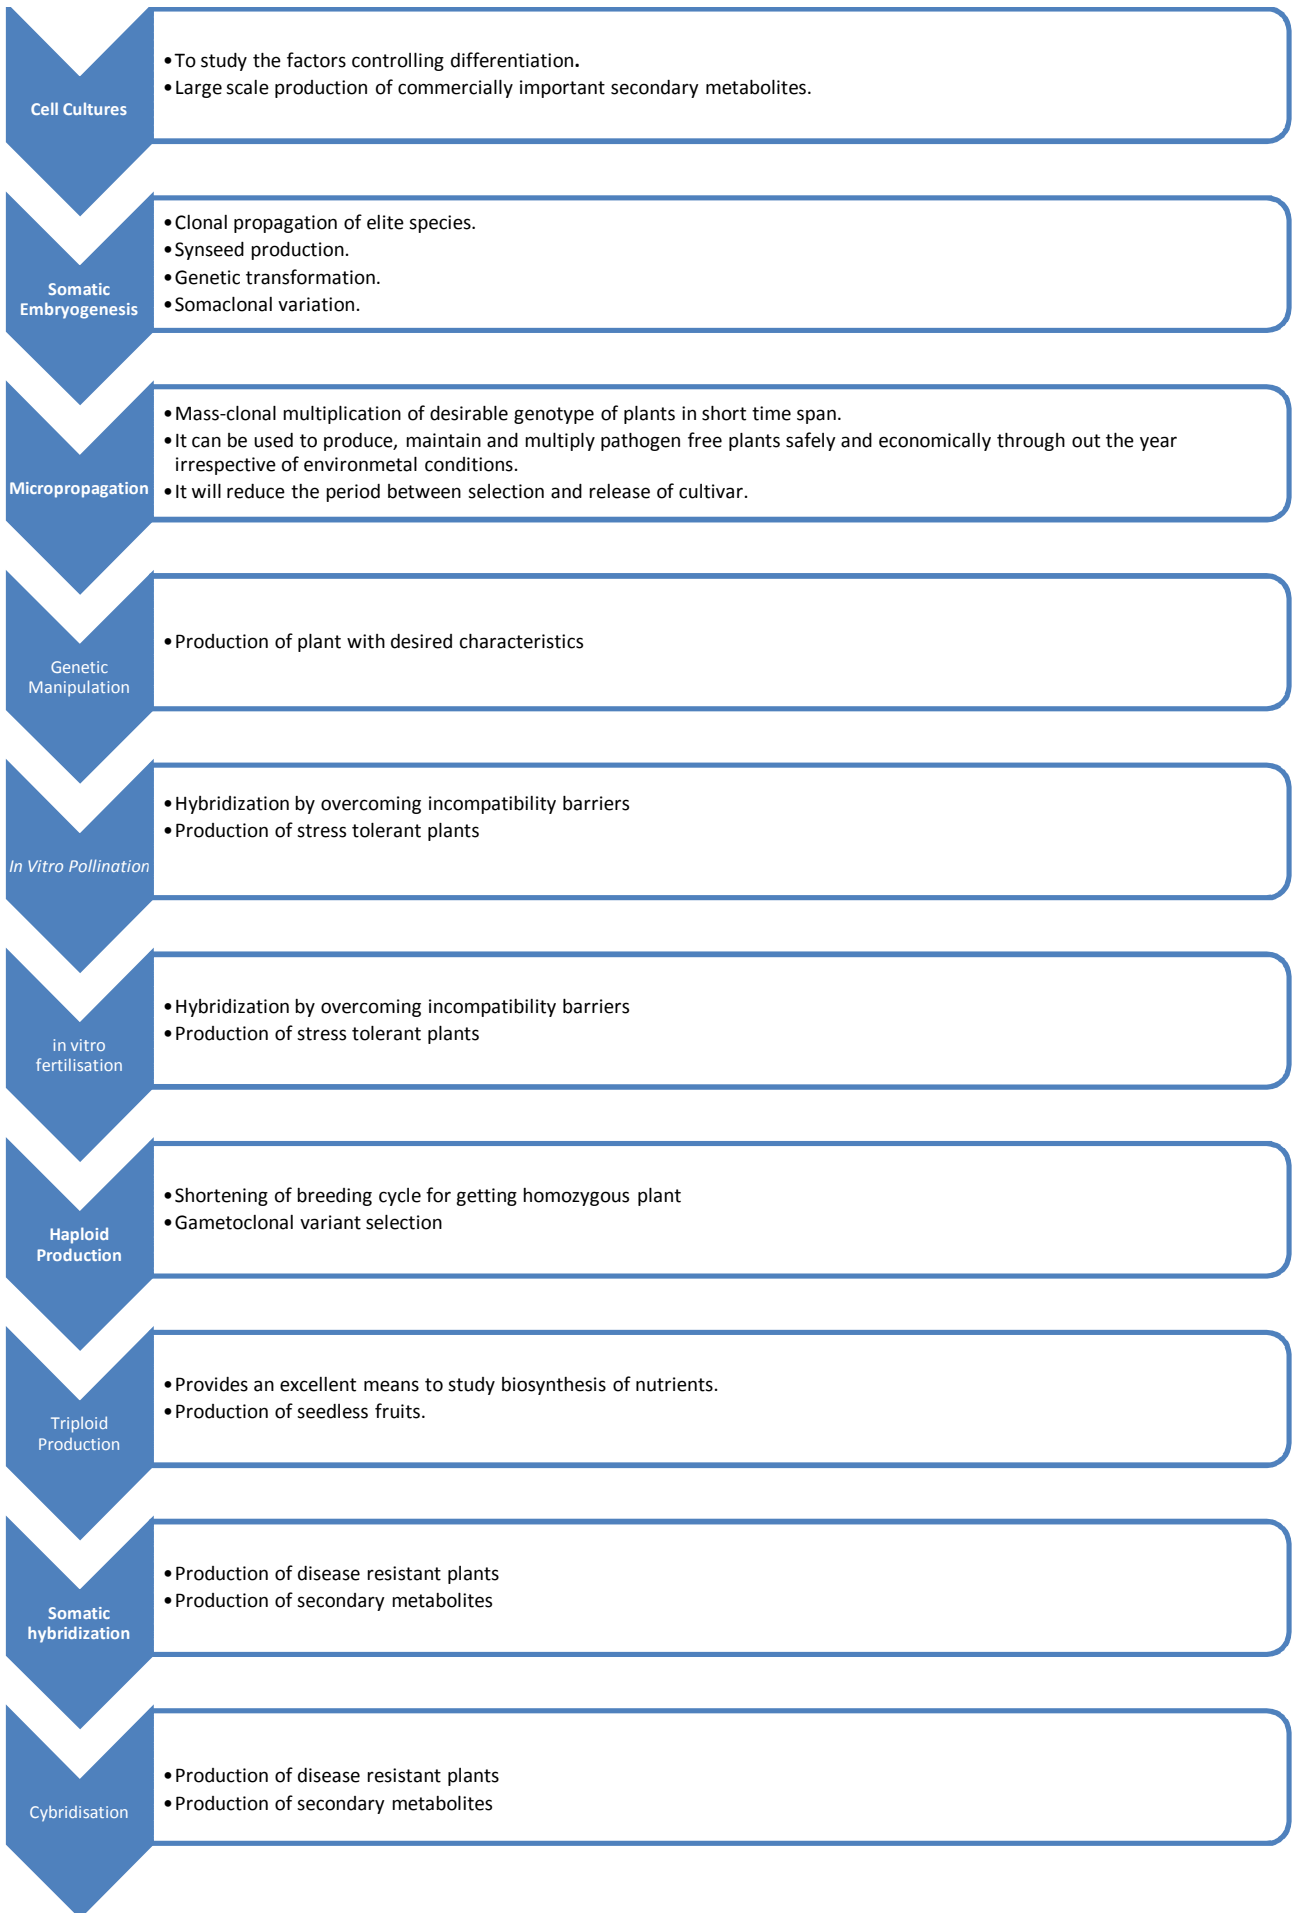 Cell Cultures
•To study the factors controlling differentiation.
•Large scale production of commercially important secondary metabolites.
Somatic
Embryogenesis
•Clonal propagation of elite species.
•Synseed production.
•Genetic transformation.
•Somaclonal variation.
Micropropagation
•Mass-clonal multiplication of desirable genotype of plants in short time span.
•It can be used to produce, maintain and multiply pathogen free plants safely and economically through out the year
irrespective of environmetal conditions.
•It will reduce the period between selection and release of cultivar.
Genetic
Manipulation
•Production of plant with desired characteristics
In Vitro Pollination
•Hybridization by overcoming incompatibility barriers
•Production of stress tolerant plants
in vitro
fertilisation
•Hybridization by overcoming incompatibility barriers
•Production of stress tolerant plants
Haploid
Production
•Shortening of breeding cycle for getting homozygous plant
•Gametoclonal variant selection
Triploid
Production
•Provides an excellent means to study biosynthesis of nutrients.
•Production of seedless fruits.
Somatic
hybridization
•Production of disease resistant plants
•Production of secondary metabolites
Cybridisation
•Production of disease resistant plants
•Production of secondary metabolites